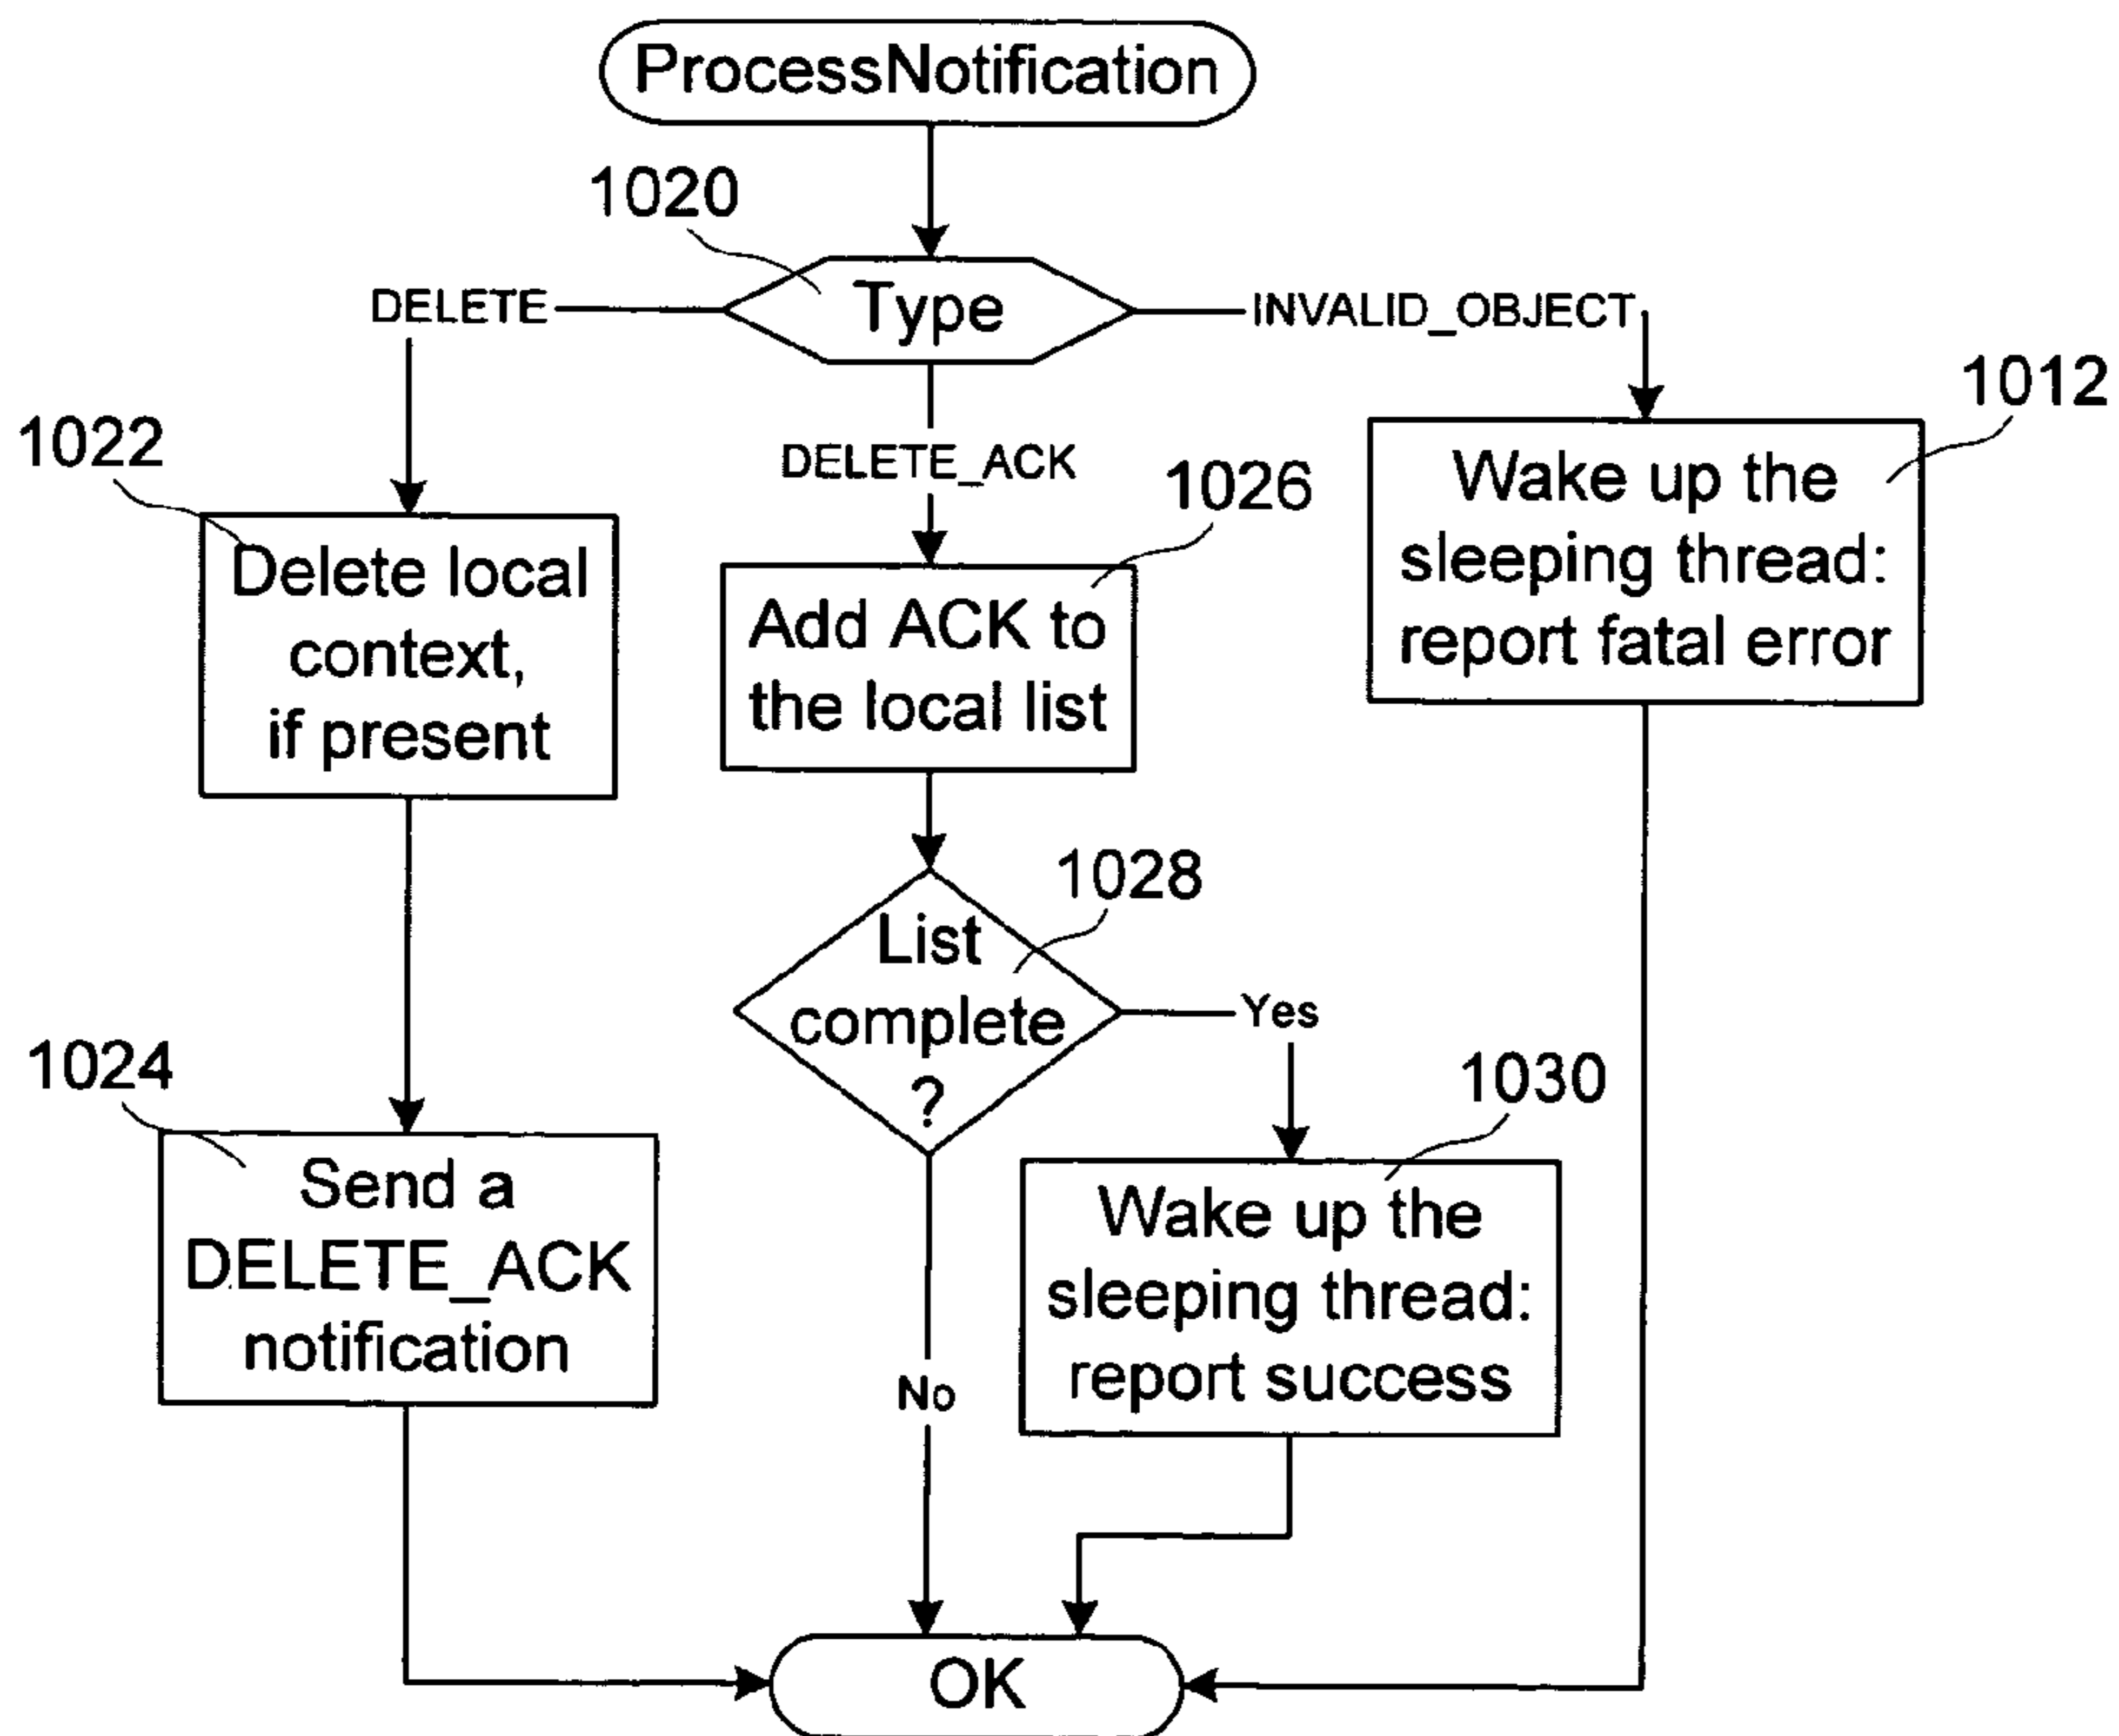 ProcessNotification
1020
Type
DELETE
INVALID_OBJECT
DELETE_ACK
1012
Wake up the
sleeping thread:
report fatal error
1022
Delete local
context,
if present
1026
Add ACK to
the local list
1028
List
complete
?
Yes
No
1024
Send a
DELETE_ACK
notification
1030
Wake up the
sleeping thread:
report success
OK